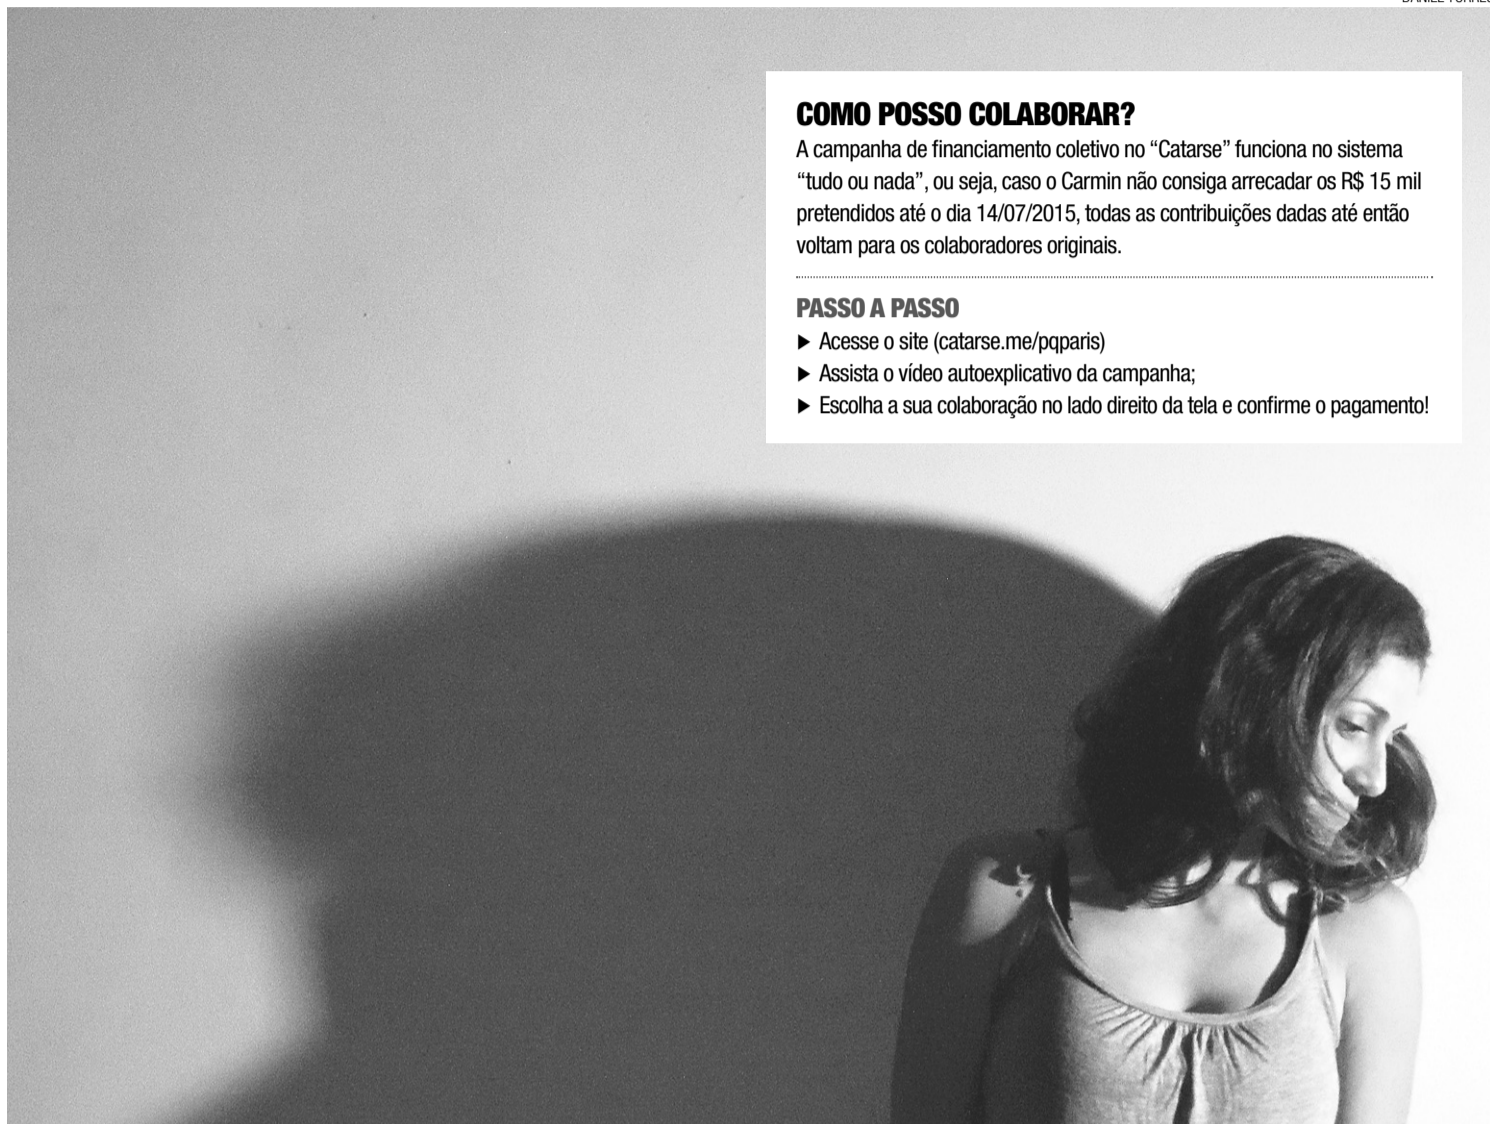 COMO POSSO COLABORAR?
A campanha de financiamento coletivo no “Catarse” funciona no sistema
“tudo ou nada”, ou seja, caso o Carmin não consiga arrecadar os R$ 15 mil
pretendidos até o dia 14/07/2015, todas as contribuições dadas até então
voltam para os colaboradores originais.
PASSO A PASSO
► Acesse o site (catarse.me/pqparis)
► Assista o vídeo autoexplicativo da campanha;
► Escolha a sua colaboração no lado direito da tela e confirme o pagamento!